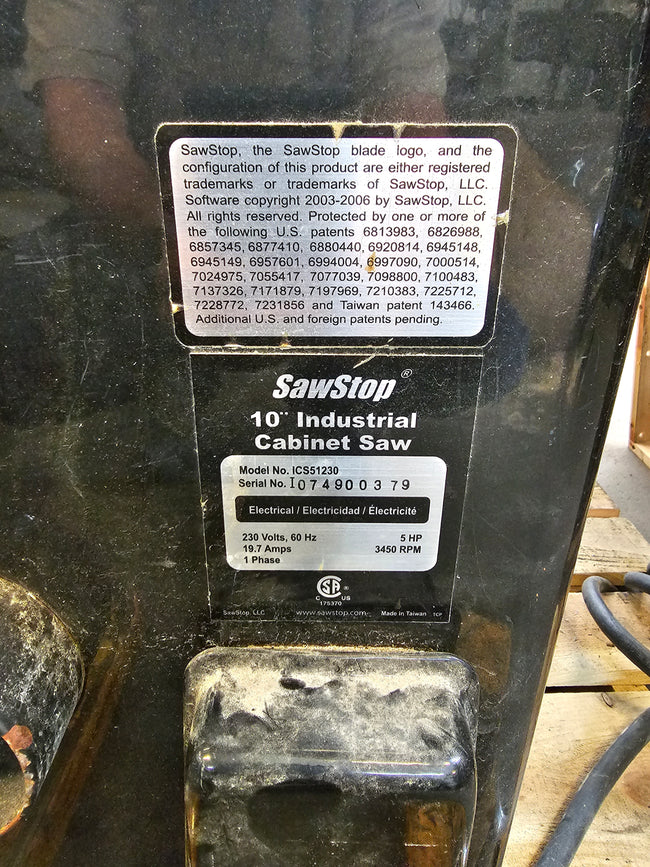 SawStop, the SawStop blade logo, and the
configuration of this product are either registered
trademarks or trademarks of SawStop, LLC.
Software copyright 2003-2006 by SawStop, LLC.
All rights reserved. Protected by one or more of
the following U.S. patents 6813983, 6826988,
6857345, 6877410, 6880440, 6920814, 6945148,
6945149, 6957601, 6994004, 6997090, 7000514,
7024975, 7055417, 7077039, 7098800, 7100483,
7137326, 7171879, 7197969, 7210383, 7225712,
7228772, 7231856 and Taiwan patent 143466.
Additional U.S. and foreign patents pending.
SawStop®
10" Industrial
Cabinet Saw
Model No. ICS51230
Serial No. I074900379
Electrical / Electricidad / Électricité
230 Volts, 60 Hz 5 HP
19.7 Amps 3450 RPM
1 Phase
C SA US ®
175370
SawStop, LLC www.sawstop.com Made in Taiwan TCP